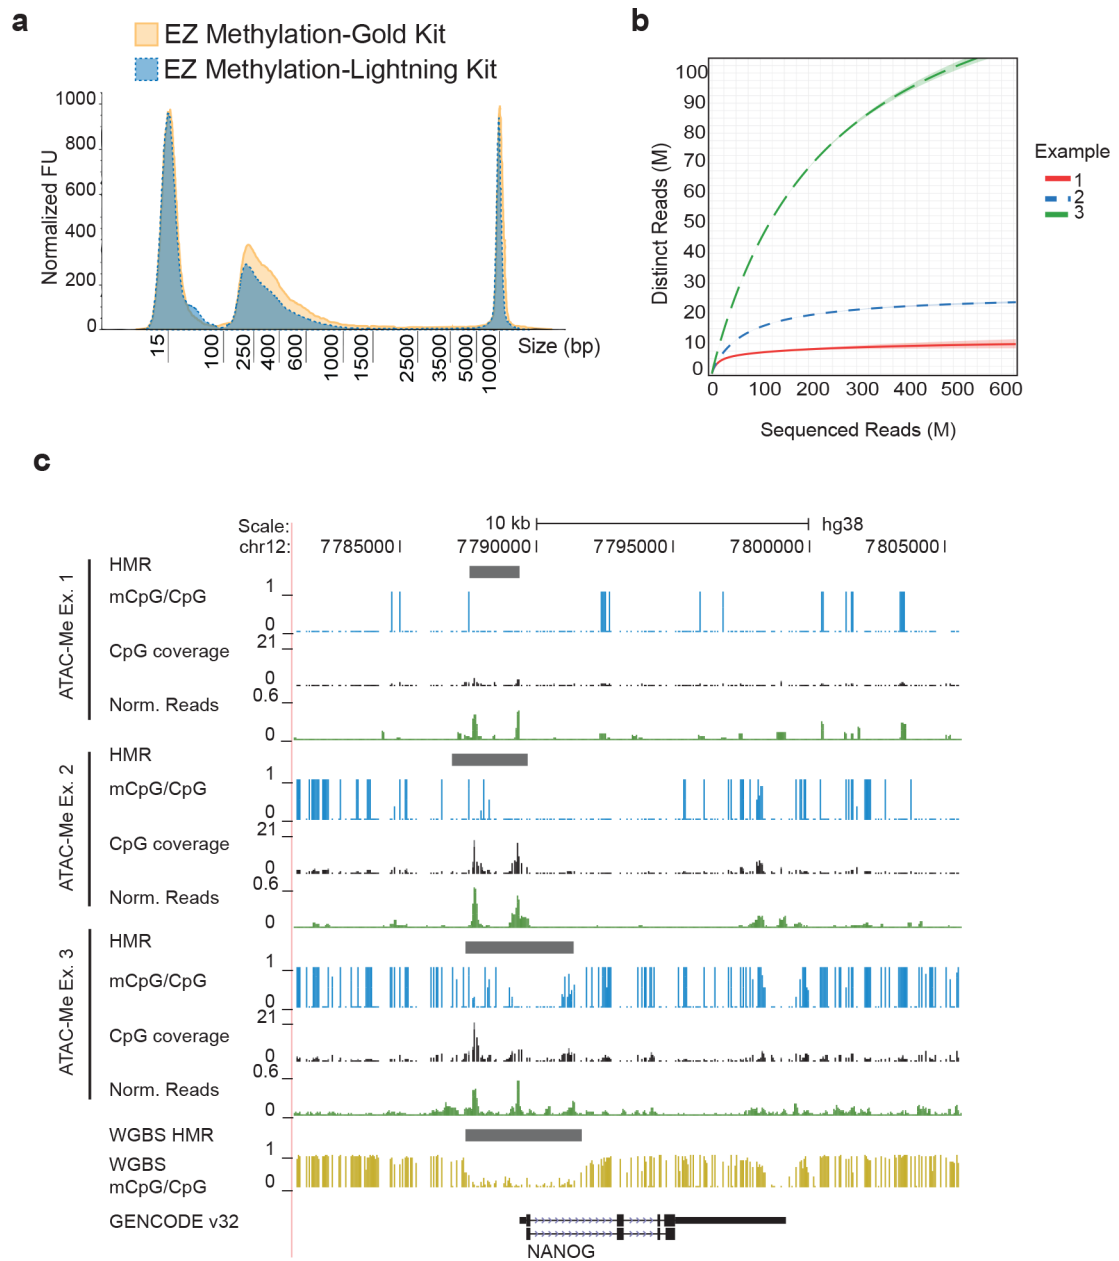 a
EZ Methylation-Gold Kit
EZ Methylation-Lightning Kit
Normalized FU
1000
800
600
400
200
0
15
100
250
400
600
1000
1500
2500
3500
5000
10000
Size (bp)
b
Distinct Reads (M)
100
90
80
70
60
50
40
30
20
10
0
0 100 200 300 400 500 600
Sequenced Reads (M)
Example
1
2
3
c
Scale: 10 kb hg38
chr12: 7785000 7790000 7795000 7800000 7805000
ATAC-Me Ex. 1
HMR
mCpG/CpG 1
0
CpG coverage 21
0
Norm. Reads 0.6
0
ATAC-Me Ex. 2
HMR
mCpG/CpG 1
0
CpG coverage 21
0
Norm. Reads 0.6
0
ATAC-Me Ex. 3
HMR
mCpG/CpG 1
0
CpG coverage 21
0
Norm. Reads 0.6
0
WGBS HMR
WGBS 1
mCpG/CpG 0
GENCODE v32
NANOG